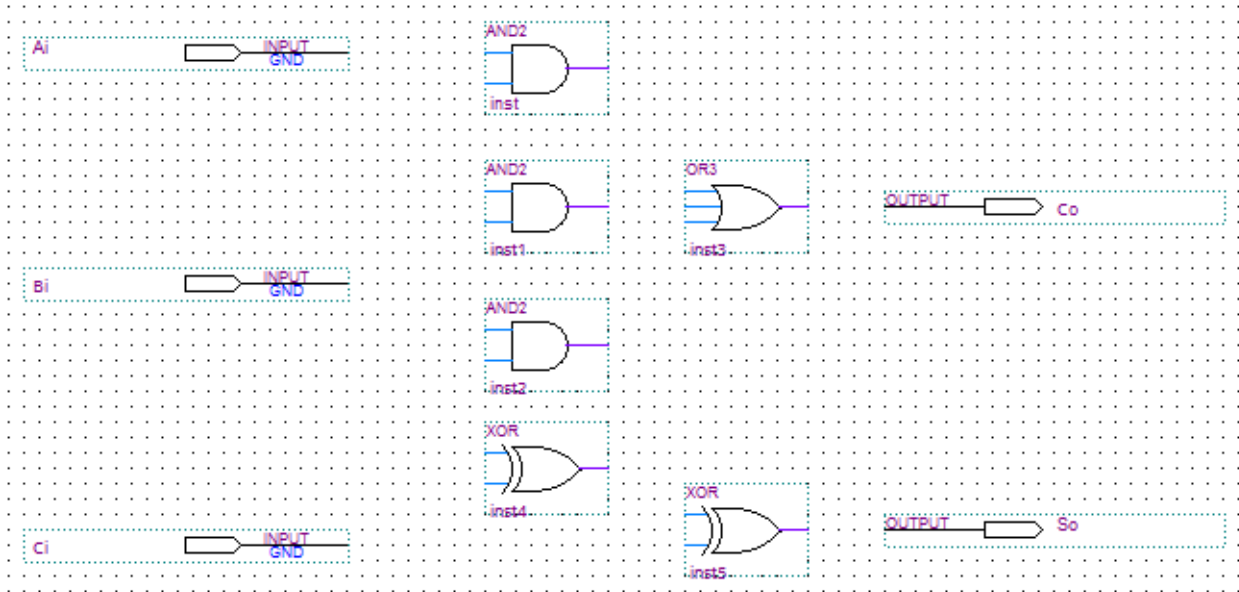 Ai
INPUT
GND
AND2
inst
AND2
inst1
OR3
inst3
OUTPUT
Co
Bi
INPUT
GND
AND2
inst2
XOR
inst4
XOR
inst5
OUTPUT
So
Ci
INPUT
GND